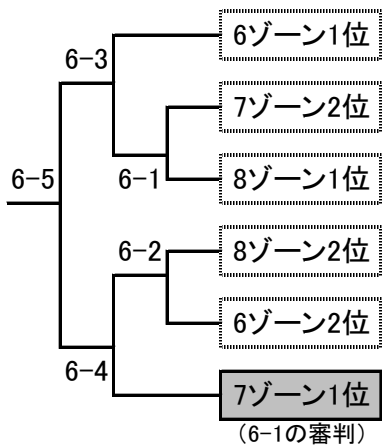 6ゾーン1位
6-3
7ゾーン2位
6-5
6-1
8ゾーン1位
6-2
8ゾーン2位
6ゾーン2位
6-4
7ゾーン1位
(6-1の審判)